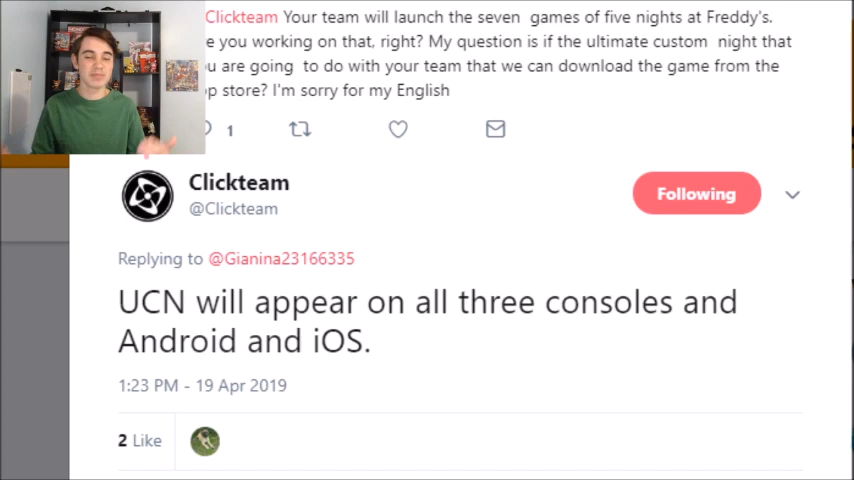 Clickteam Your team will launch the seven games of five nights at Freddy's.
you working on that, right? My question is if the ultimate custom night that
are going to do with your team that we can download the game from the
store? I'm sorry for my English
1
Clickteam
@Clickteam
Following
Replying to @Gianina23166335
UCN will appear on all three consoles and
Android and iOS.
1:23 PM - 19 Apr 2019
2 Like